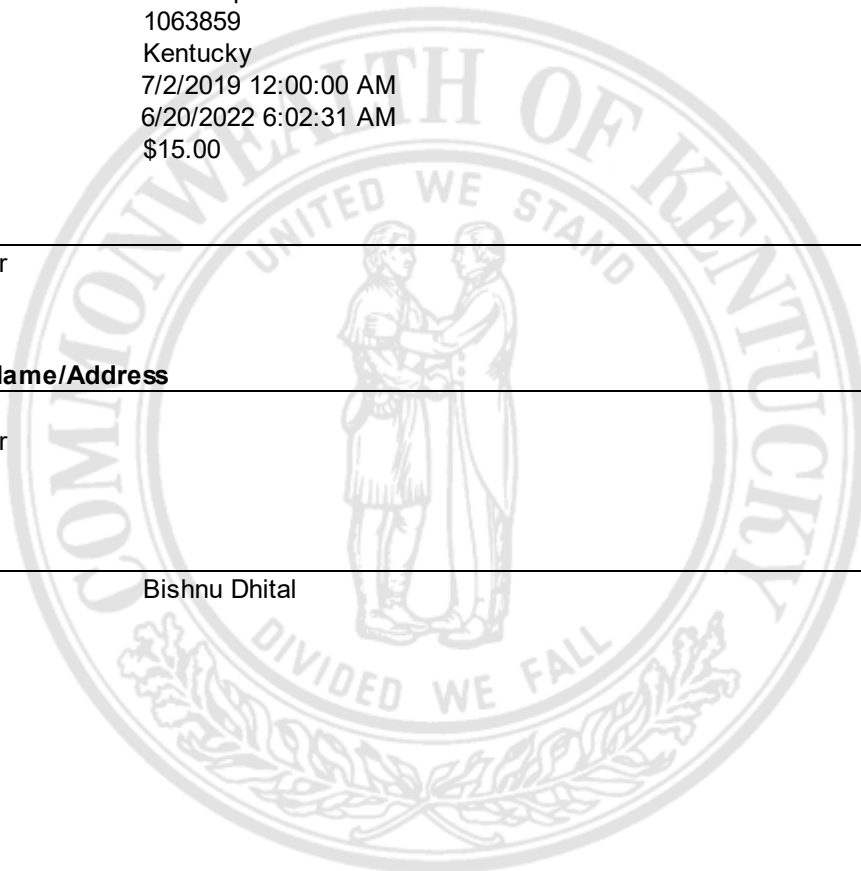 1063859
Kentucky
7/2/2019 12:00:00 AM
6/20/2022 6:02:31 AM
$15.00
COMMONWEALTH OF KENTUCKY
UNITED WE STAND
r
ame/Address
r
Bishnu Dhital
DIVIDED WE FALL